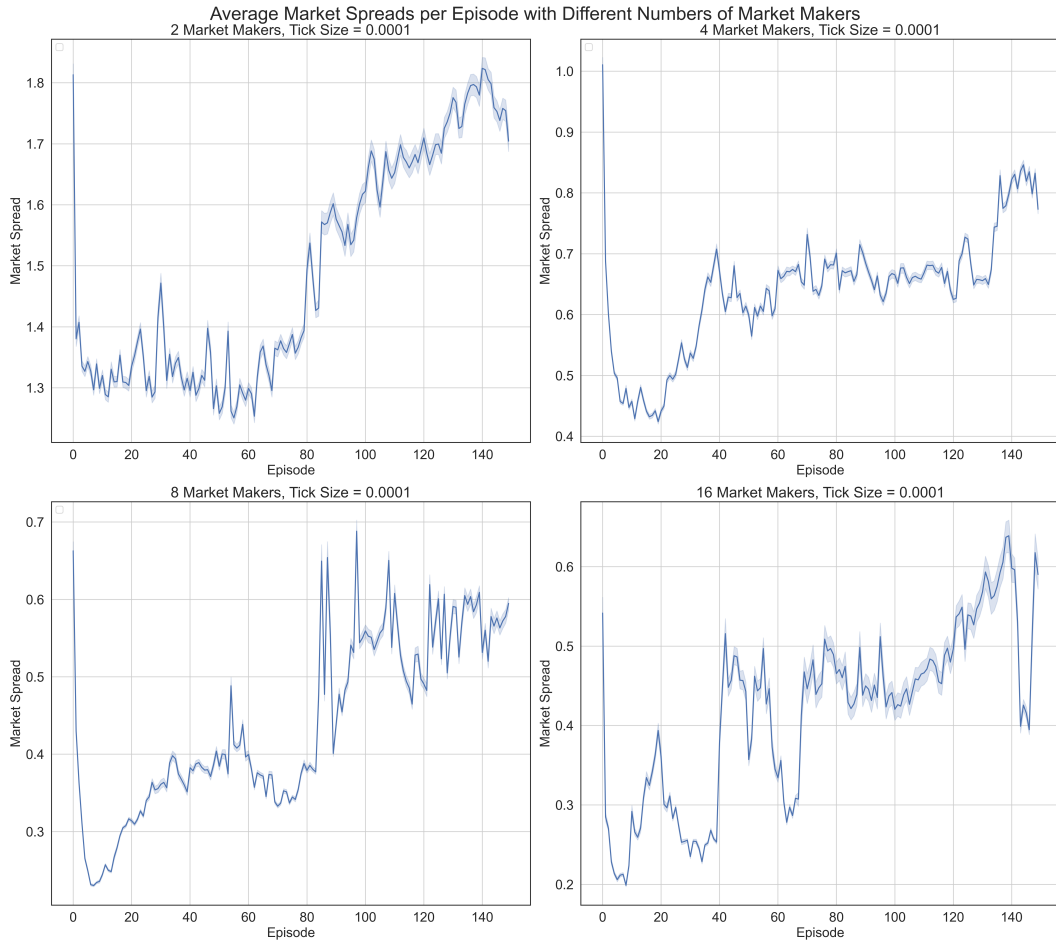 Average Market Spreads per Episode with Different Numbers of Market Makers
2 Market Makers, Tick Size = 0.0001
Market Spread
1.8
1.7
1.6
1.5
1.4
1.3
0 20 40 60 80 100 120 140
Episode
4 Market Makers, Tick Size = 0.0001
Market Spread
1.0
0.9
0.8
0.7
0.6
0.5
0.4
0 20 40 60 80 100 120 140
Episode
8 Market Makers, Tick Size = 0.0001
Market Spread
0.7
0.6
0.5
0.4
0.3
0 20 40 60 80 100 120 140
Episode
16 Market Makers, Tick Size = 0.0001
Market Spread
0.6
0.5
0.4
0.3
0.2
0 20 40 60 80 100 120 140
Episode